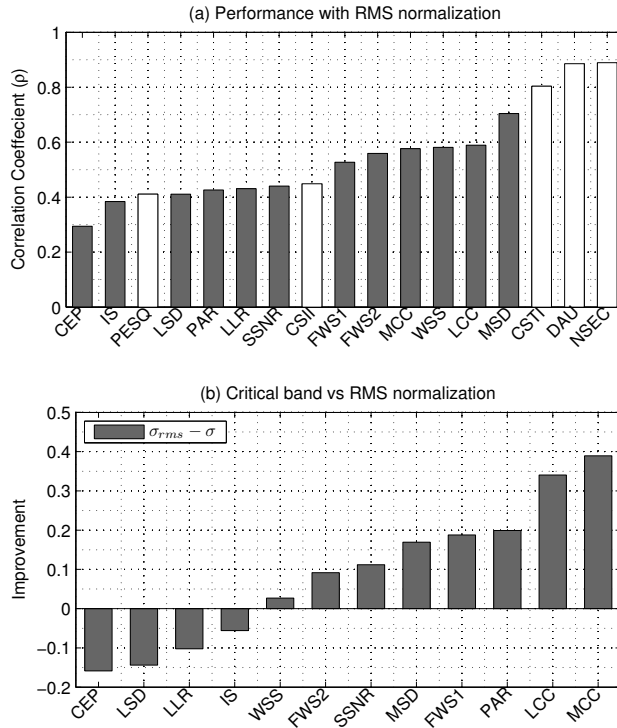 (a) Performance with RMS normalization
Correlation Coeffecient (ρ)
1
0.8
0.6
0.4
0.2
0
CEP
IS
PESQ
LSD
PAR
LLR
SSNR
CSII
FWS1
FWS2
MCC
WSS
LCC
MSD
CSTI
DAU
NSEC
(b) Critical band vs RMS normalization
Improvement
0.5
0.4
0.3
0.2
0.1
0
−0.1
−0.2
σrms − σ
CEP
LSD
LLR
IS
WSS
FWS2
SSNR
MSD
FWS1
PAR
LCC
MCC